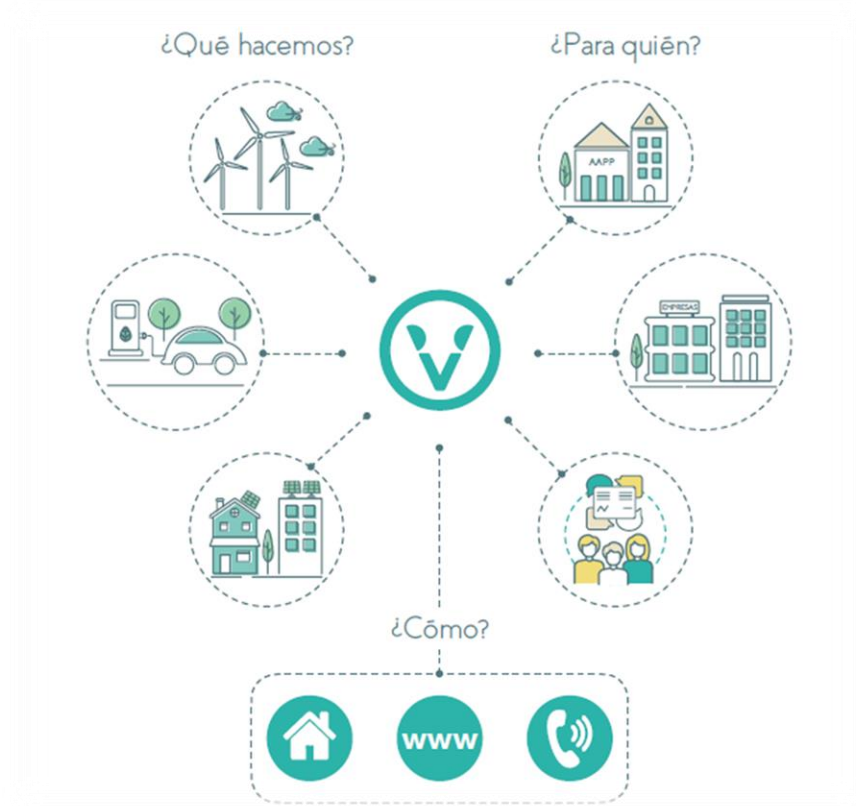 ¿Qué hacemos?
¿Para quién?
AAPP
EMPRESAS
¿Cómo?
www